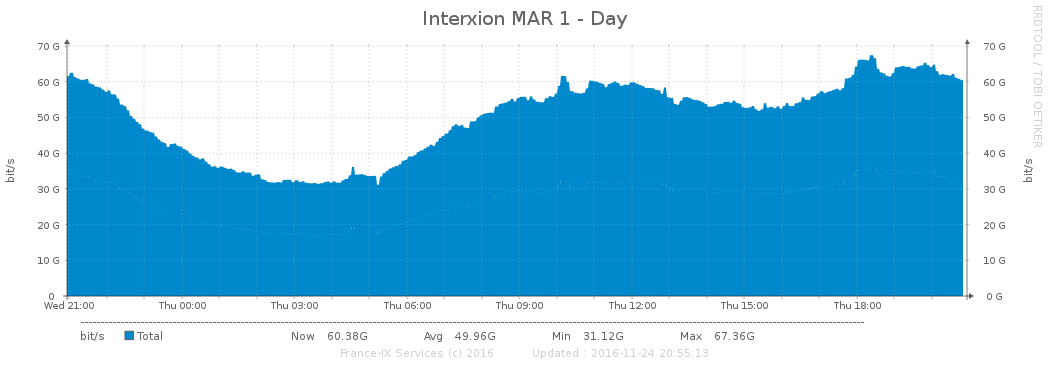 Interxion MAR 1 - Day
RRDTOOL / TOBI OETIKER
70 G 70 G
60 G 60 G
50 G 50 G
40 G 40 G
30 G 30 G
20 G 20 G
10 G 10 G
0 0 G
bit/s bit/s
Wed 21:00 Thu 00:00 Thu 03:00 Thu 06:00 Thu 09:00 Thu 12:00 Thu 15:00 Thu 18:00
bit/s Total Now 60.38G Avg 49.96G Min 31.12G Max 67.36G
France-IX Services (c) 2016 Updated : 2016-11-24 20:55:13